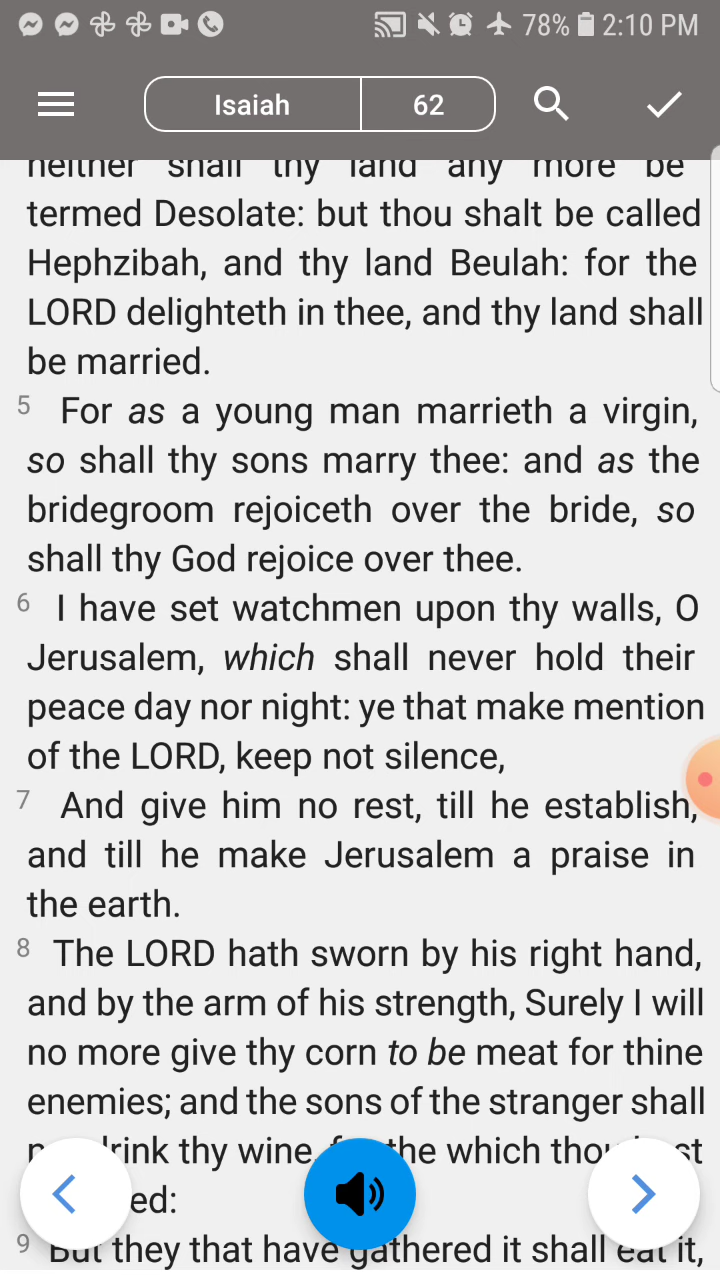 78% 2:10 PM
Isaiah 62
neither shall thy land any more be
termed Desolate: but thou shalt be called
Hephzibah, and thy land Beulah: for the
LORD delighteth in thee, and thy land shall
be married.
5 For as a young man marrieth a virgin,
so shall thy sons marry thee: and as the
bridegroom rejoiceth over the bride, so
shall thy God rejoice over thee.
6 I have set watchmen upon thy walls, O
Jerusalem, which shall never hold their
peace day nor night: ye that make mention
of the LORD, keep not silence,
7 And give him no rest, till he establish,
and till he make Jerusalem a praise in
the earth.
8 The LORD hath sworn by his right hand,
and by the arm of his strength, Surely I will
no more give thy corn to be meat for thine
enemies; and the sons of the stranger shall
drink thy wine, the which thou
9 But they that have gathered it shall eat it,